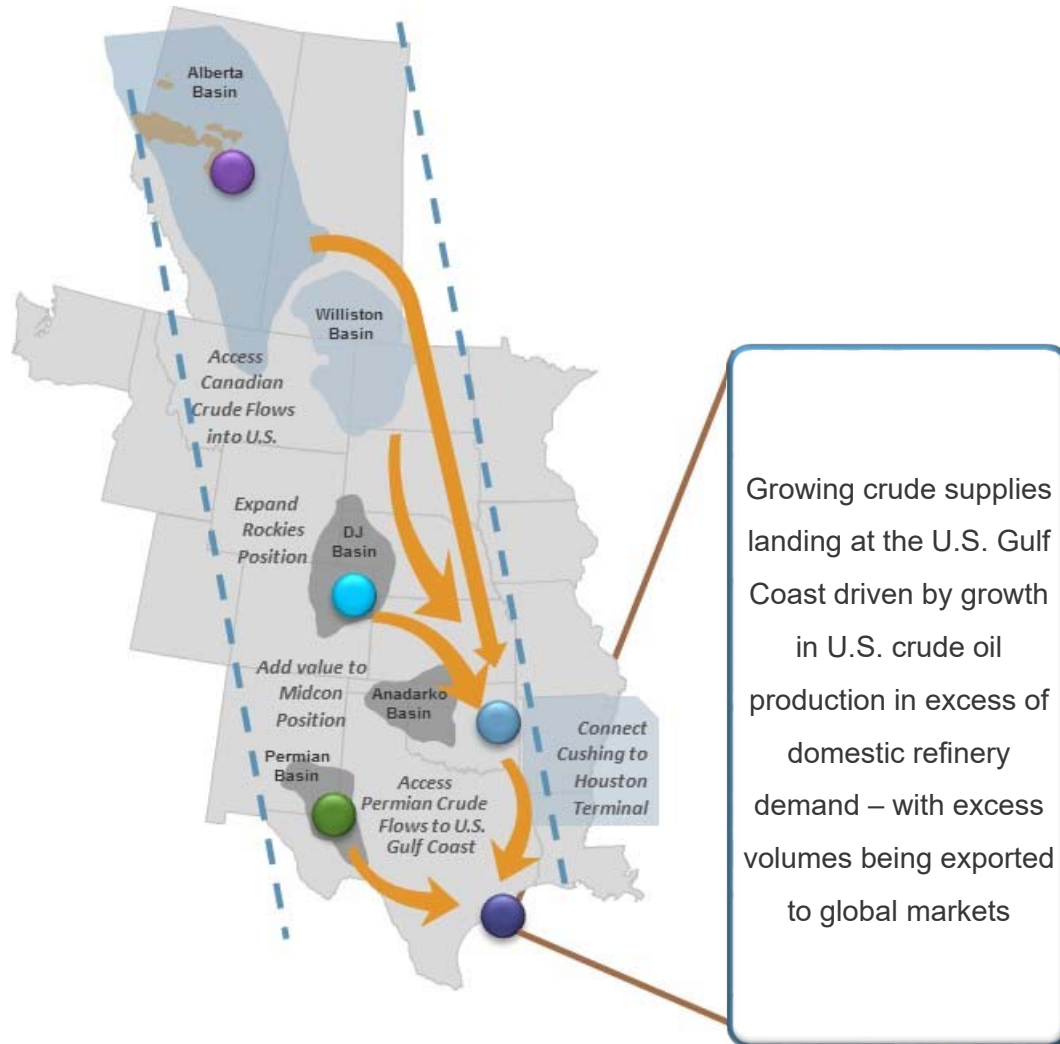 Alberta
Basin
Williston
Basin
Access
Canadian
Crude Flows
into U.S.
Expand
Rockies
Position
DJ
Basin
Add value to
Midcon
Position
Anadarko
Basin
Connect
Cushing to
Houston
Terminal
Permian
Basin
Access
Permian Crude
Flows to U.S.
Gulf Coast
Growing crude supplies
landing at the U.S. Gulf
Coast driven by growth
in U.S. crude oil
production in excess of
domestic refinery
demand – with excess
volumes being exported
to global markets